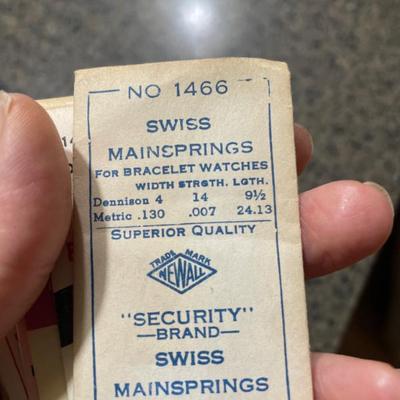 NO 1466
SWISS
MAINSPRINGS
FOR BRACELET WATCHES
WIDTH STRGTH. LGTH.
Dennison 4 14 9½
Metric .130 .007 24.13
SUPERIOR QUALITY
TRADE MARK
NEWALL
"SECURITY"
—BRAND—
SWISS
MAINSPRINGS